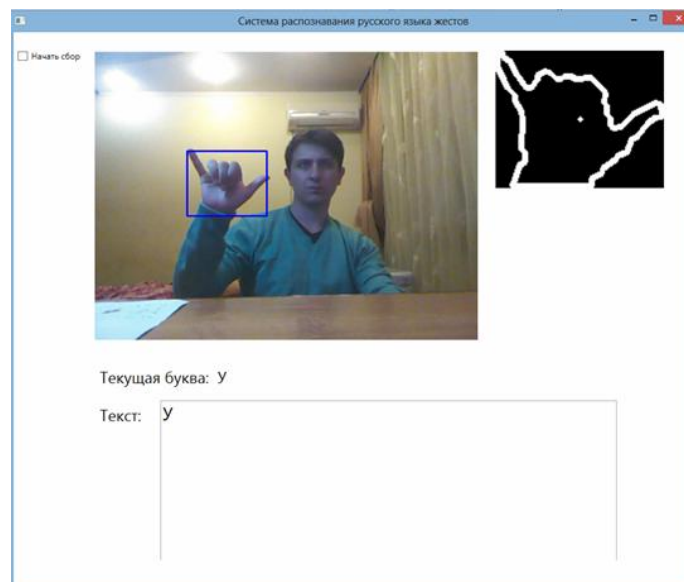 Система распознавания русского языка жестов
Начать сбор
Текущая буква: У
Текст: У